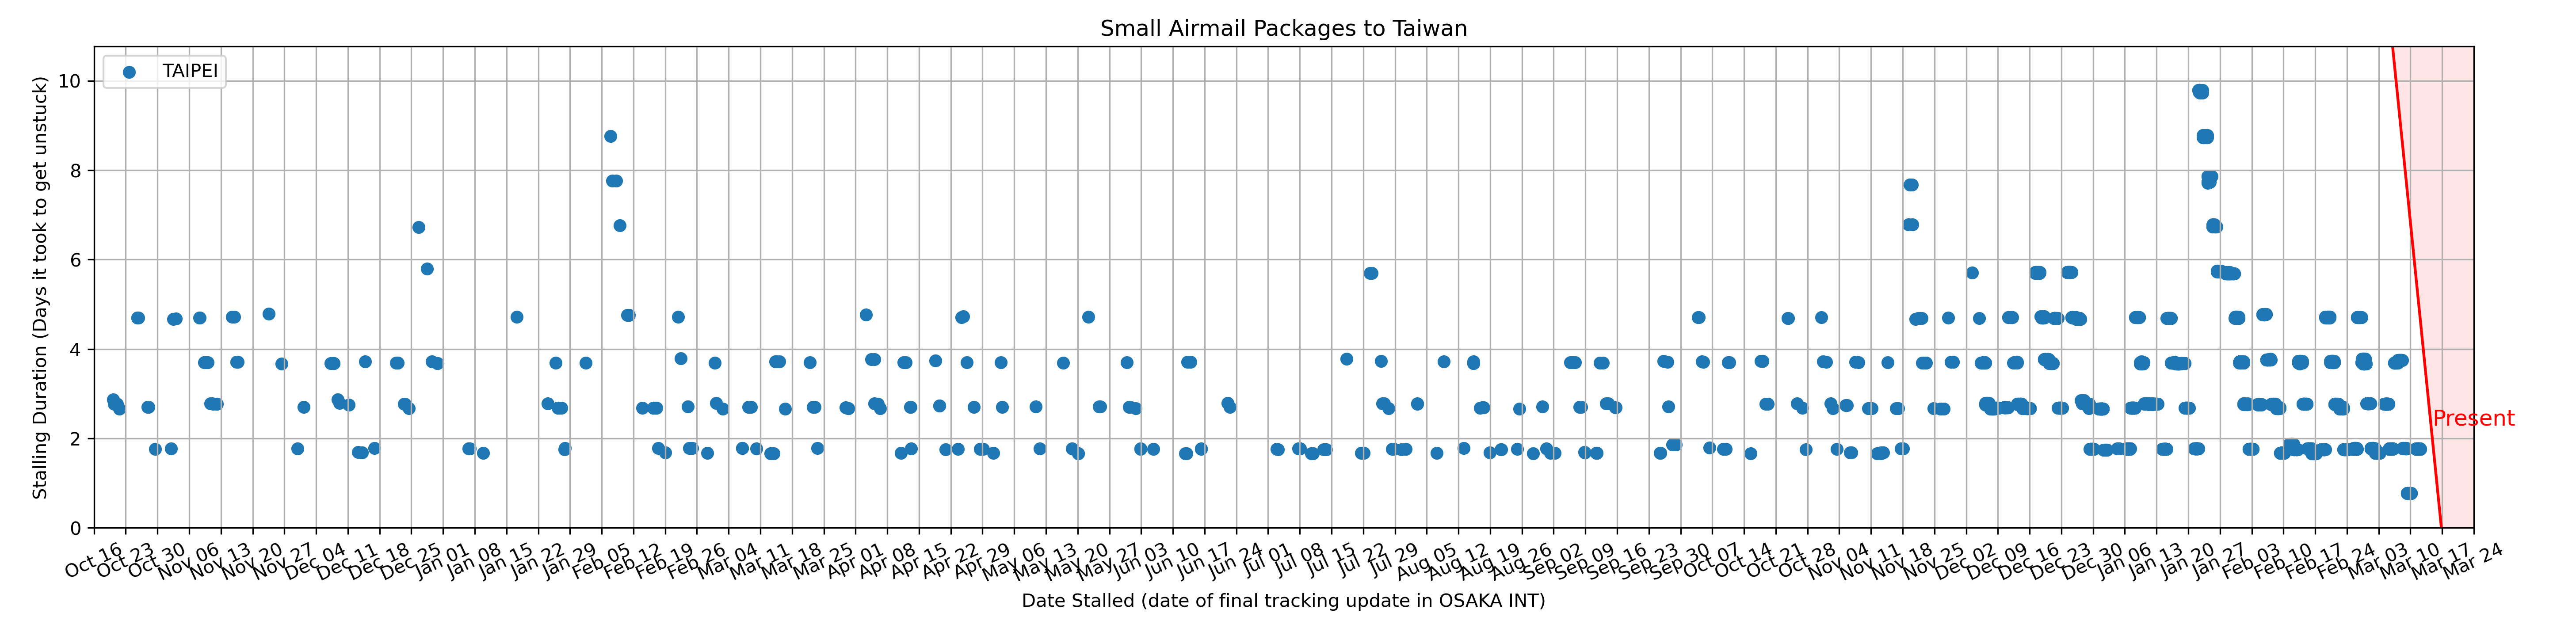 Small Airmail Packages to Taiwan
TAIPEI
10
8
6
4
2
0
Stalling Duration (Days it took to get unstuck)
Present
Oct 16
Oct 23
Oct 30
Nov 06
Nov 13
Nov 20
Nov 27
Dec 04
Dec 11
Dec 18
Dec 25
Jan 01
Jan 08
Jan 15
Jan 22
Jan 29
Feb 05
Feb 12
Feb 19
Feb 26
Mar 04
Mar 11
Mar 18
Mar 25
Apr 01
Apr 08
Apr 15
Apr 22
Apr 29
May 06
May 13
May 20
May 27
Jun 03
Jun 10
Jun 17
Jun 24
Jul 01
Jul 08
Jul 15
Jul 22
Jul 29
Aug 05
Aug 12
Aug 19
Aug 26
Sep 02
Sep 09
Sep 16
Sep 23
Sep 30
Oct 07
Oct 14
Oct 21
Oct 28
Nov 04
Nov 11
Nov 18
Nov 25
Dec 02
Dec 09
Dec 16
Dec 23
Dec 30
Jan 06
Jan 13
Jan 20
Jan 27
Feb 03
Feb 10
Feb 17
Feb 24
Mar 03
Mar 10
Mar 17
Mar 24
Date Stalled (date of final tracking update in OSAKA INT)